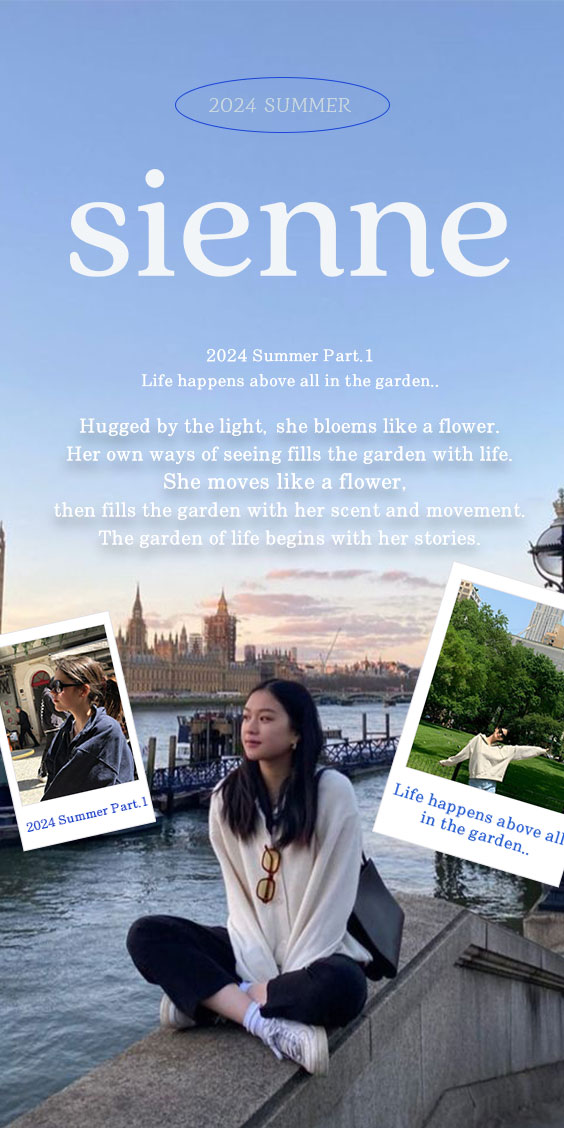 2024 SUMMER
sienne
2024 Summer Part.1
Life happens above all in the garden..
Hugged by the light, she bloems like a flower.
Her own ways of seeing fills the garden with life.
She moves like a flower,
then fills the garden with her scent and movement.
The garden of life begins with her stories.
2024 Summer Part.1
Life happens above all
in the garden..